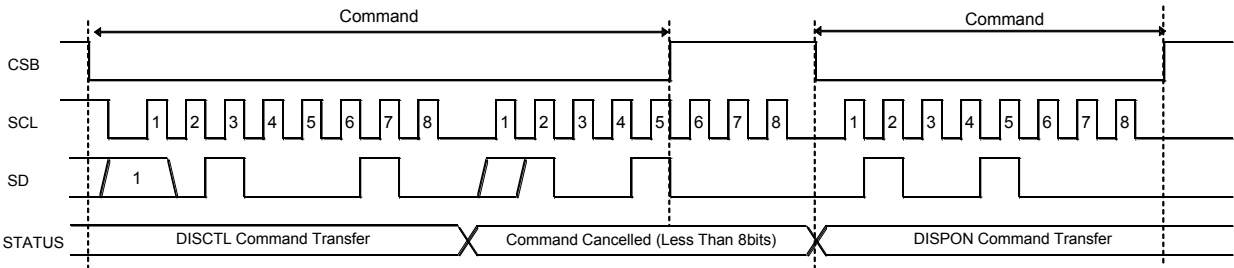 Command Command
CSB
SCL 1 2 3 4 5 6 7 8 1 2 3 4 5 6 7 8 1 2 3 4 5 6 7 8
SD 1
STATUS DISCTL Command Transfer Command Cancelled (Less Than 8bits) DISPON Command Transfer